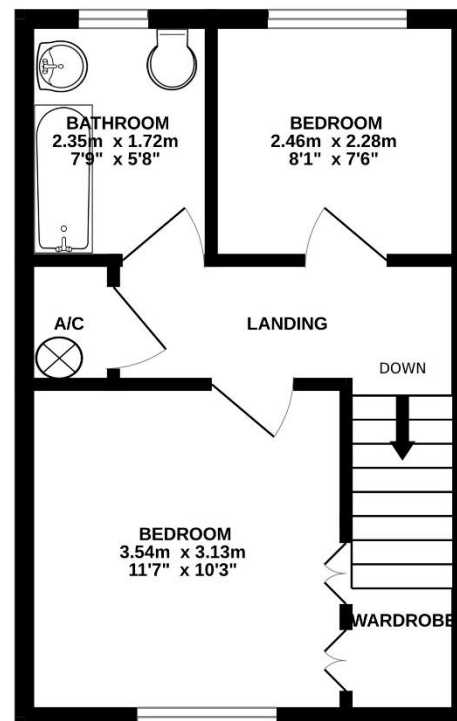 BATHROOM
2.35m x 1.72m
7'9" x 5'8"
BEDROOM
2.46m x 2.28m
8'1" x 7'6"
A/C
LANDING
DOWN
BEDROOM
3.54m x 3.13m
11'7" x 10'3"
WARDROBE